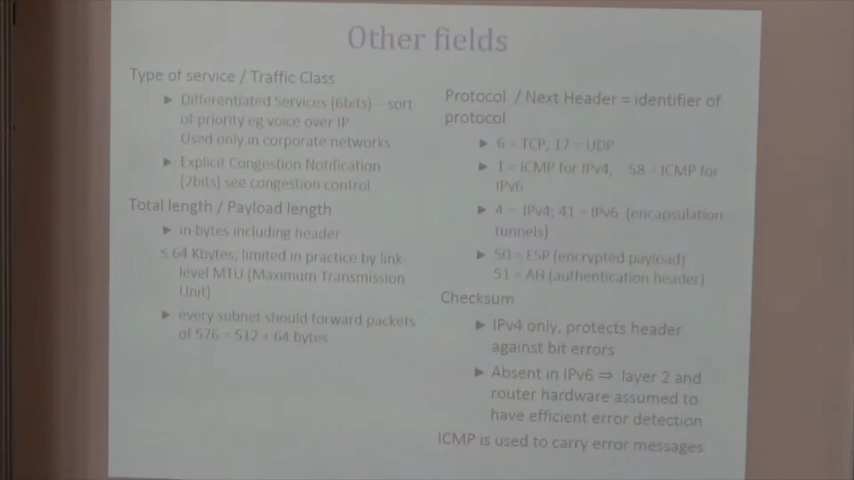 Other fields
Type of service / Traffic Class
► Differentiated Services (6bits) – sort
of priority eg voice over IP
Used only in corporate networks
► Explicit Congestion Notification
(2bits) see congestion control
Total length / Payload length
► in bytes including header
≤ 64 Kbytes; limited in practice by link
level MTU (Maximum Transmission
Unit)
► every subnet should forward packets
of 576 = 512 + 64 bytes
Protocol / Next Header = identifier of
protocol
► 6 = TCP, 17 = UDP
► 1 = ICMP for IPv4, 58 = ICMP for
IPv6
► 4 = IPv4; 41 = IPv6 (encapsulation
tunnels)
► 50 = ESP (encrypted payload)
51 = AH (authentication header)
Checksum
► IPv4 only, protects header
against bit errors
► Absent in IPv6 ⇒ layer 2 and
router hardware assumed to
have efficient error detection
ICMP is used to carry error messages